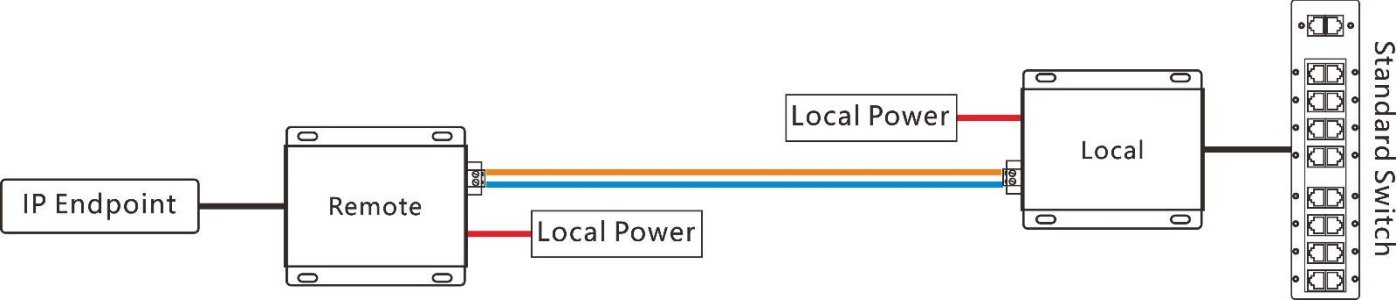 IP Endpoint
Remote
Local Power
Local Power
Local
Standard Switch